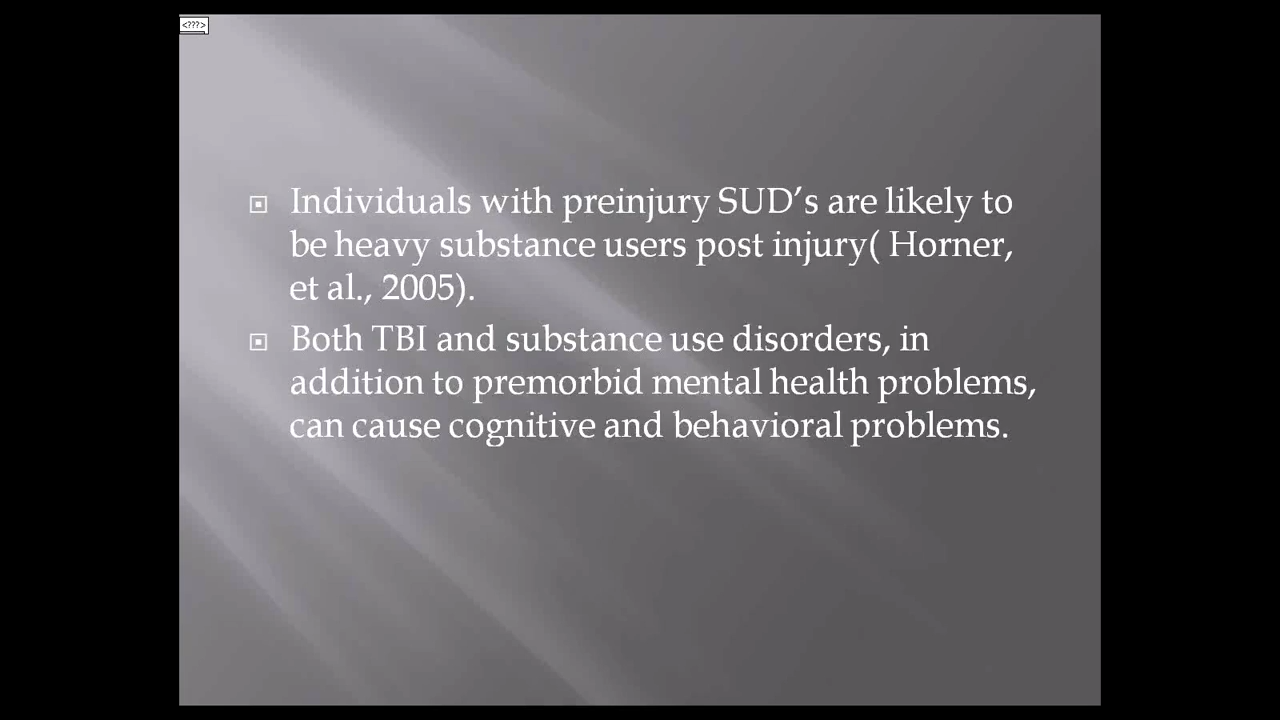 <???>
Individuals with preinjury SUD’s are likely to
be heavy substance users post injury( Horner,
et al., 2005).
Both TBI and substance use disorders, in
addition to premorbid mental health problems,
can cause cognitive and behavioral problems.